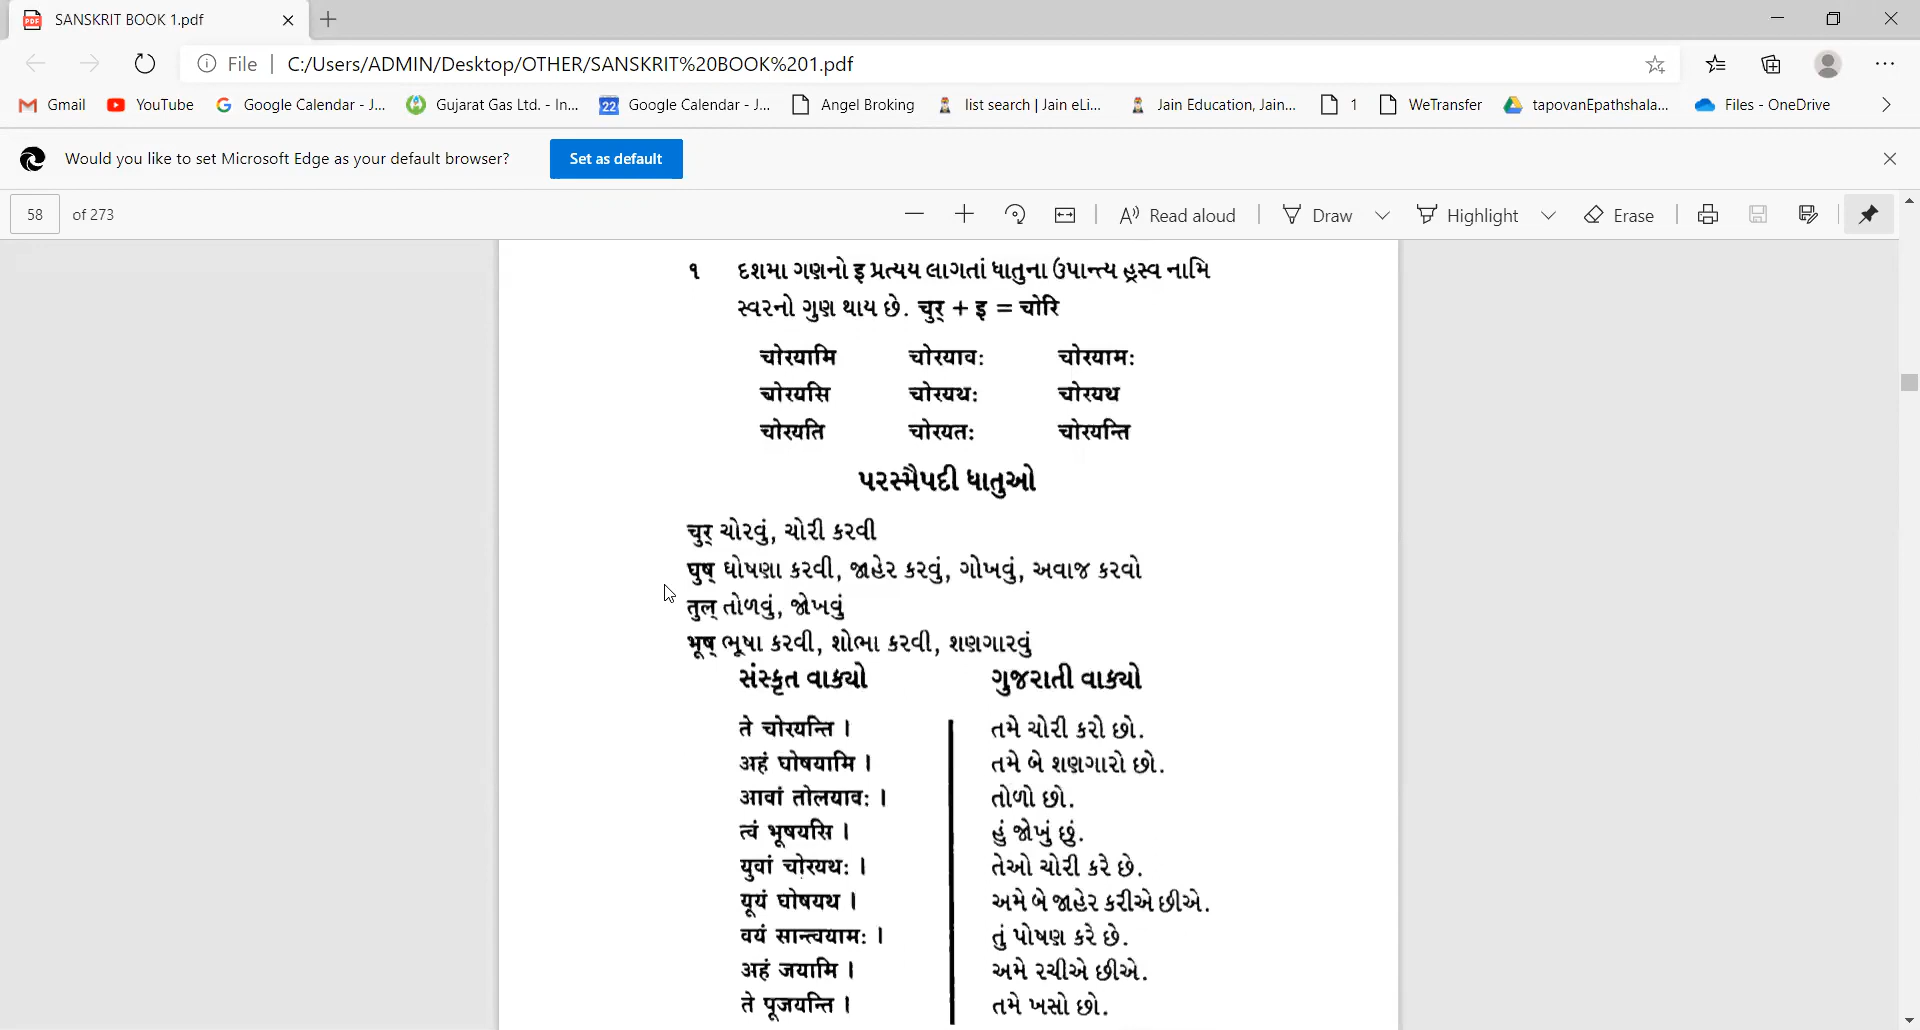 SANSKRIT BOOK 1.pdf
File | C:/Users/ADMIN/Desktop/OTHER/SANSKRIT%20BOOK%201.pdf
Gmail YouTube Google Calendar - J... Gujarat Gas Ltd. - In... Google Calendar - J... Angel Broking list search | Jain eLi... Jain Education, Jain... 1 WeTransfer tapovanEpathshala... Files - OneDrive
Would you like to set Microsoft Edge as your default browser? Set as default
58 of 273 Read aloud Draw Highlight Erase
૧ દશમા ગણનો इ પ્રત્યય લાગતાં ધાતુના ઉપાન્ત્ય હ્રસ્વ નામિ
સ્વરનો ગુણ થાય છે. चुर् + इ = चोरि
चोरयामि चोरयावः चोरयामः
चोरयसि चोरयथः चोरयथ
चोरयति चोरयतः चोरयन्ति
પરસ્મૈપદી ધાતુઓ
चुर् ચોરવું, ચોરી કરવી
घुष् ઘોષણા કરવી, જાહેર કરવું, ગોખવું, અવાજ કરવો
तुल् તોળવું, જોખવું
भूष् ભૂષા કરવી, શોભા કરવી, શણગારવું
સંસ્કૃત વાક્યો ગુજરાતી વાક્યો
ते चोरयन्ति । તમે ચોરી કરો છો.
अहं घोषयामि । તમે બે શણગારો છો.
आवां तोलयावः । તોળો છો.
त्वं भूषयसि । હું જોખું છું.
युवां चोरयथः । તેઓ ચોરી કરે છે.
यूयं घोषयथ । અમે બે જાહેર કરીએ છીએ.
वयं सान्त्वयामः । તું પોષણ કરે છે.
अहं जयामि । અમે રચીએ છીએ.
ते पूजयन्ति । તમે ખસો છો.